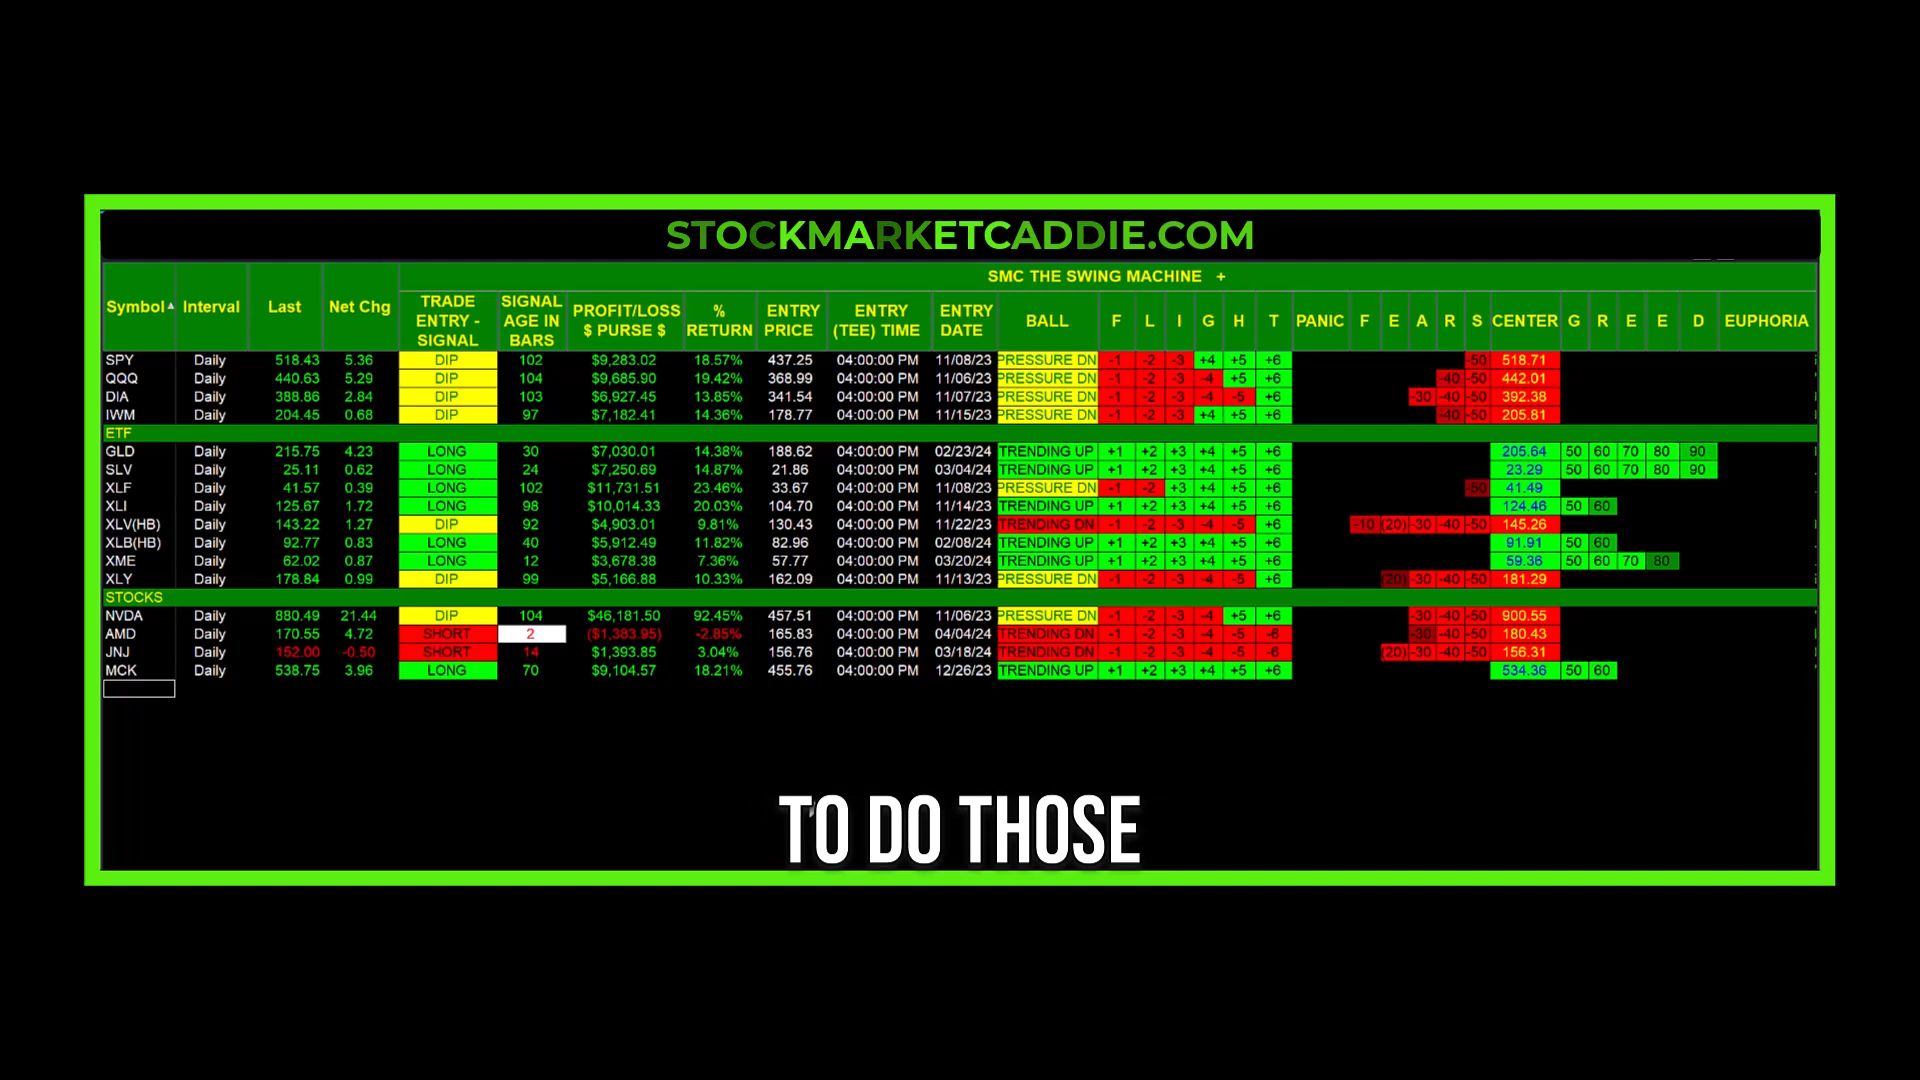 STOCKMARKETCADDIE.COM
SMC THE SWING MACHINE +
Symbol Interval Last Net Chg TRADE ENTRY - SIGNAL SIGNAL AGE IN BARS PROFIT/LOSS $ PURSE $ % RETURN ENTRY PRICE ENTRY (TEE) TIME ENTRY DATE BALL F L I G H T PANIC F E A R S CENTER G R E E D EUPHORIA
SPY Daily 518.43 5.36 DIP 102 $9,283.02 18.57% 437.25 04:00:00 PM 11/08/23 PRESSURE DN -1 -2 -3 +4 +5 +6 -50 518.71
QQQ Daily 440.63 5.29 DIP 104 $9,685.90 19.42% 368.99 04:00:00 PM 11/06/23 PRESSURE DN -1 -2 -3 -4 +5 +6 -40 -50 442.01
DIA Daily 388.86 2.84 DIP 103 $6,927.45 13.85% 341.54 04:00:00 PM 11/07/23 PRESSURE DN -1 -2 -3 -4 -5 +6 -30 -40 -50 392.38
IWM Daily 204.45 0.68 DIP 97 $7,182.41 14.36% 178.77 04:00:00 PM 11/15/23 PRESSURE DN -1 -2 -3 +4 +5 +6 -40 -50 205.81
ETF
GLD Daily 215.75 4.23 LONG 30 $7,030.01 14.38% 188.62 04:00:00 PM 02/23/24 TRENDING UP +1 +2 +3 +4 +5 +6 205.64 50 60 70 80 90
SLV Daily 25.11 0.62 LONG 24 $7,250.69 14.87% 21.86 04:00:00 PM 03/04/24 TRENDING UP +1 +2 +3 +4 +5 +6 23.29 50 60 70 80 90
XLF Daily 41.57 0.39 LONG 102 $11,731.51 23.46% 33.67 04:00:00 PM 11/08/23 PRESSURE DN -1 -2 +3 +4 +5 +6 -50 41.49
XLI Daily 125.67 1.72 LONG 98 $10,014.33 20.03% 104.70 04:00:00 PM 11/14/23 TRENDING UP +1 +2 +3 +4 +5 +6 124.46 50 60
XLV(HB) Daily 143.22 1.27 DIP 92 $4,903.01 9.81% 130.43 04:00:00 PM 11/22/23 TRENDING DN -1 -2 -3 -4 -5 +6 -10 (20) -30 -40 -50 145.26
XLB(HB) Daily 92.77 0.83 LONG 40 $5,912.49 11.82% 82.96 04:00:00 PM 02/08/24 TRENDING UP +1 +2 +3 +4 +5 +6 91.91 50 60
XME Daily 62.02 0.87 LONG 12 $3,678.38 7.36% 57.77 04:00:00 PM 03/20/24 TRENDING UP +1 +2 +3 +4 +5 +6 59.36 50 60 70 80
XLY Daily 178.84 0.99 DIP 99 $5,166.88 10.33% 162.09 04:00:00 PM 11/13/23 PRESSURE DN -1 -2 -3 -4 -5 +6 (20) -30 -40 -50 181.29
STOCKS
NVDA Daily 880.49 21.44 DIP 104 $46,181.50 92.45% 457.51 04:00:00 PM 11/06/23 PRESSURE DN -1 -2 -3 -4 +5 +6 -30 -40 -50 900.55
AMD Daily 170.55 4.72 SHORT 2 ($1,383.95) -2.85% 165.83 04:00:00 PM 04/04/24 TRENDING DN -1 -2 -3 -4 -5 -6 -30 -40 -50 180.43
JNJ Daily 152.00 -0.50 SHORT 14 $1,393.85 3.04% 156.76 04:00:00 PM 03/18/24 TRENDING DN -1 -2 -3 -4 -5 -6 (20) -30 -40 -50 156.31
MCK Daily 538.75 3.96 LONG 70 $9,104.57 18.21% 455.76 04:00:00 PM 12/26/23 TRENDING UP +1 +2 +3 +4 +5 +6 534.36 50 60
TO DO THOSE